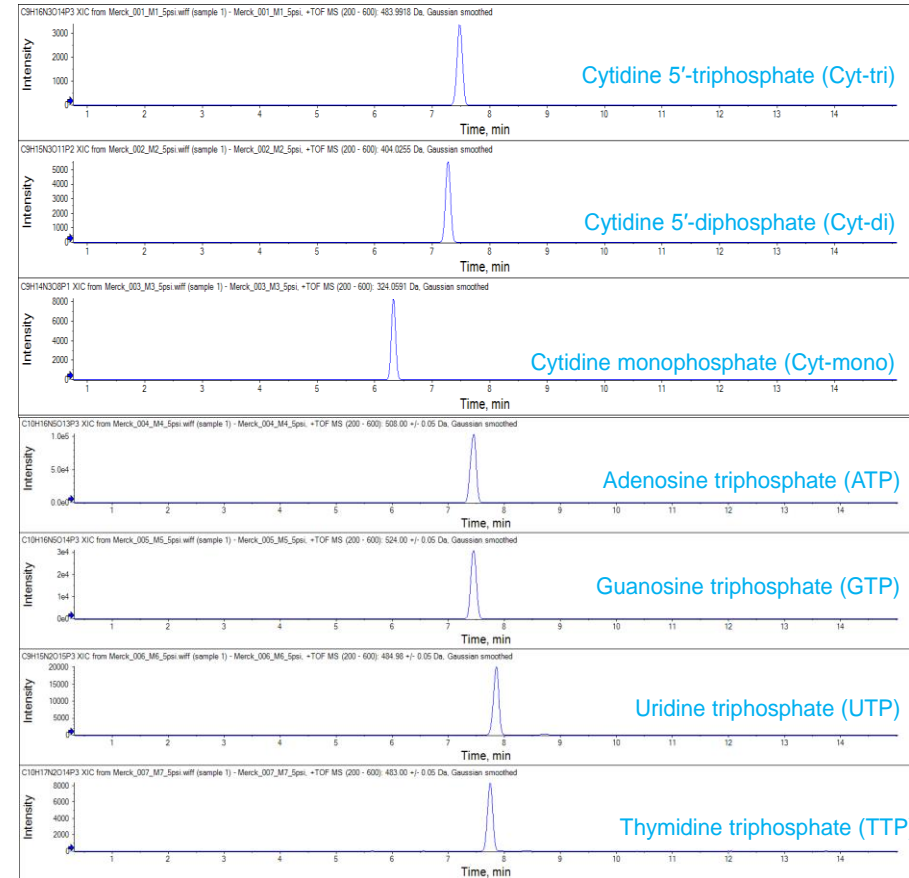 C9H16N3O14P3 XIC from Merck_001_M1_5psi.wiff (sample 1) - Merck_001_M1_5psi, +TOF MS (200 - 600): 483.9918 Da, Gaussian smoothed
Intensity
3000
2000
1000
0
Cytidine 5′-triphosphate (Cyt-tri)
1 2 3 4 5 6 7 8 9 10 11 12 13 14
Time, min
C9H15N3O11P2 XIC from Merck_002_M2_5psi.wiff (sample 1) - Merck_002_M2_5psi, +TOF MS (200 - 600): 404.0255 Da, Gaussian smoothed
Intensity
5000
4000
3000
2000
1000
0
Cytidine 5′-diphosphate (Cyt-di)
1 2 3 4 5 6 7 8 9 10 11 12 13 14
Time, min
C9H14N3O8P1 XIC from Merck_003_M3_5psi.wiff (sample 1) - Merck_003_M3_5psi, +TOF MS (200 - 600): 324.0591 Da, Gaussian smoothed
Intensity
8000
6000
4000
2000
0
Cytidine monophosphate (Cyt-mono)
1 2 3 4 5 6 7 8 9 10 11 12 13 14
Time, min
C10H16N5O13P3 XIC from Merck_004_M4_5psi.wiff (sample 1) - Merck_004_M4_5psi, +TOF MS (200 - 600): 508.00 +/- 0.05 Da, Gaussian smoothed
Intensity
1.0e5
5.0e4
0.0e0
Adenosine triphosphate (ATP)
1 2 3 4 5 6 7 8 9 10 11 12 13 14
Time, min
C10H16N5O14P3 XIC from Merck_005_M5_5psi.wiff (sample 1) - Merck_005_M5_5psi, +TOF MS (200 - 600): 524.00 +/- 0.05 Da, Gaussian smoothed
Intensity
3e4
2e4
1e4
0e0
Guanosine triphosphate (GTP)
1 2 3 4 5 6 7 8 9 10 11 12 13 14
Time, min
C9H15N2O15P3 XIC from Merck_006_M6_5psi.wiff (sample 1) - Merck_006_M6_5psi, +TOF MS (200 - 600): 484.98 +/- 0.05 Da, Gaussian smoothed
Intensity
20000
15000
10000
5000
0
Uridine triphosphate (UTP)
1 2 3 4 5 6 7 8 9 10 11 12 13 14
Time, min
C10H17N2O14P3 XIC from Merck_007_M7_5psi.wiff (sample 1) - Merck_007_M7_5psi, +TOF MS (200 - 600): 483.00 +/- 0.05 Da, Gaussian smoothed
Intensity
8000
6000
4000
2000
0
Thymidine triphosphate (TTP
1 2 3 4 5 6 7 8 9 10 11 12 13 14
Time, min